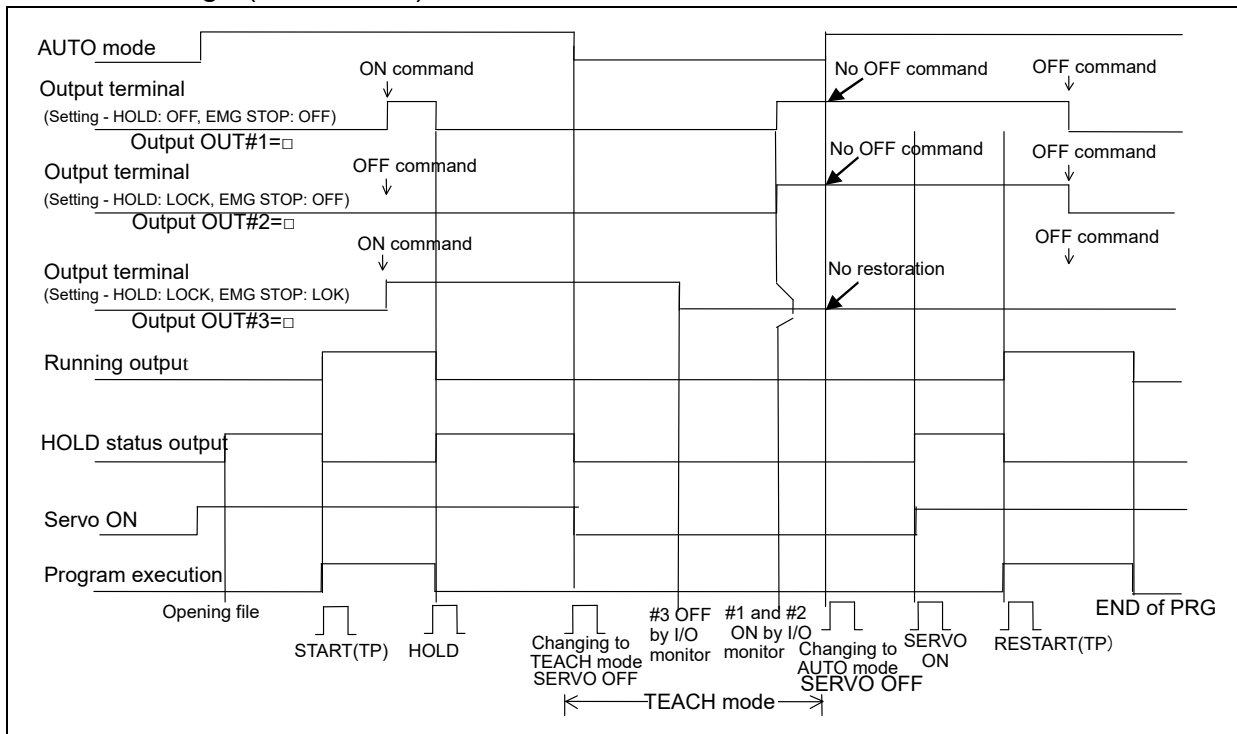 AUTO mode
ON command
No OFF command
OFF command
Output terminal
(Setting - HOLD: OFF, EMG STOP: OFF)
Output OUT#1=□
No OFF command
OFF command
OFF command
Output terminal
(Setting - HOLD: LOCK, EMG STOP: OFF)
Output OUT#2=□
ON command
OFF command
Output terminal
No restoration
(Setting - HOLD: LOCK, EMG STOP: LOK)
Output OUT#3=□
Running output
HOLD status output
Servo ON
Program execution
Opening file
START(TP)
HOLD
Changing to
TEACH mode
SERVO OFF
#3 OFF
by I/O
monitor
#1 and #2
ON by I/O
monitor
Changing to
AUTO mode
SERVO OFF
SERVO
ON
RESTART(TP)
END of PRG
TEACH mode